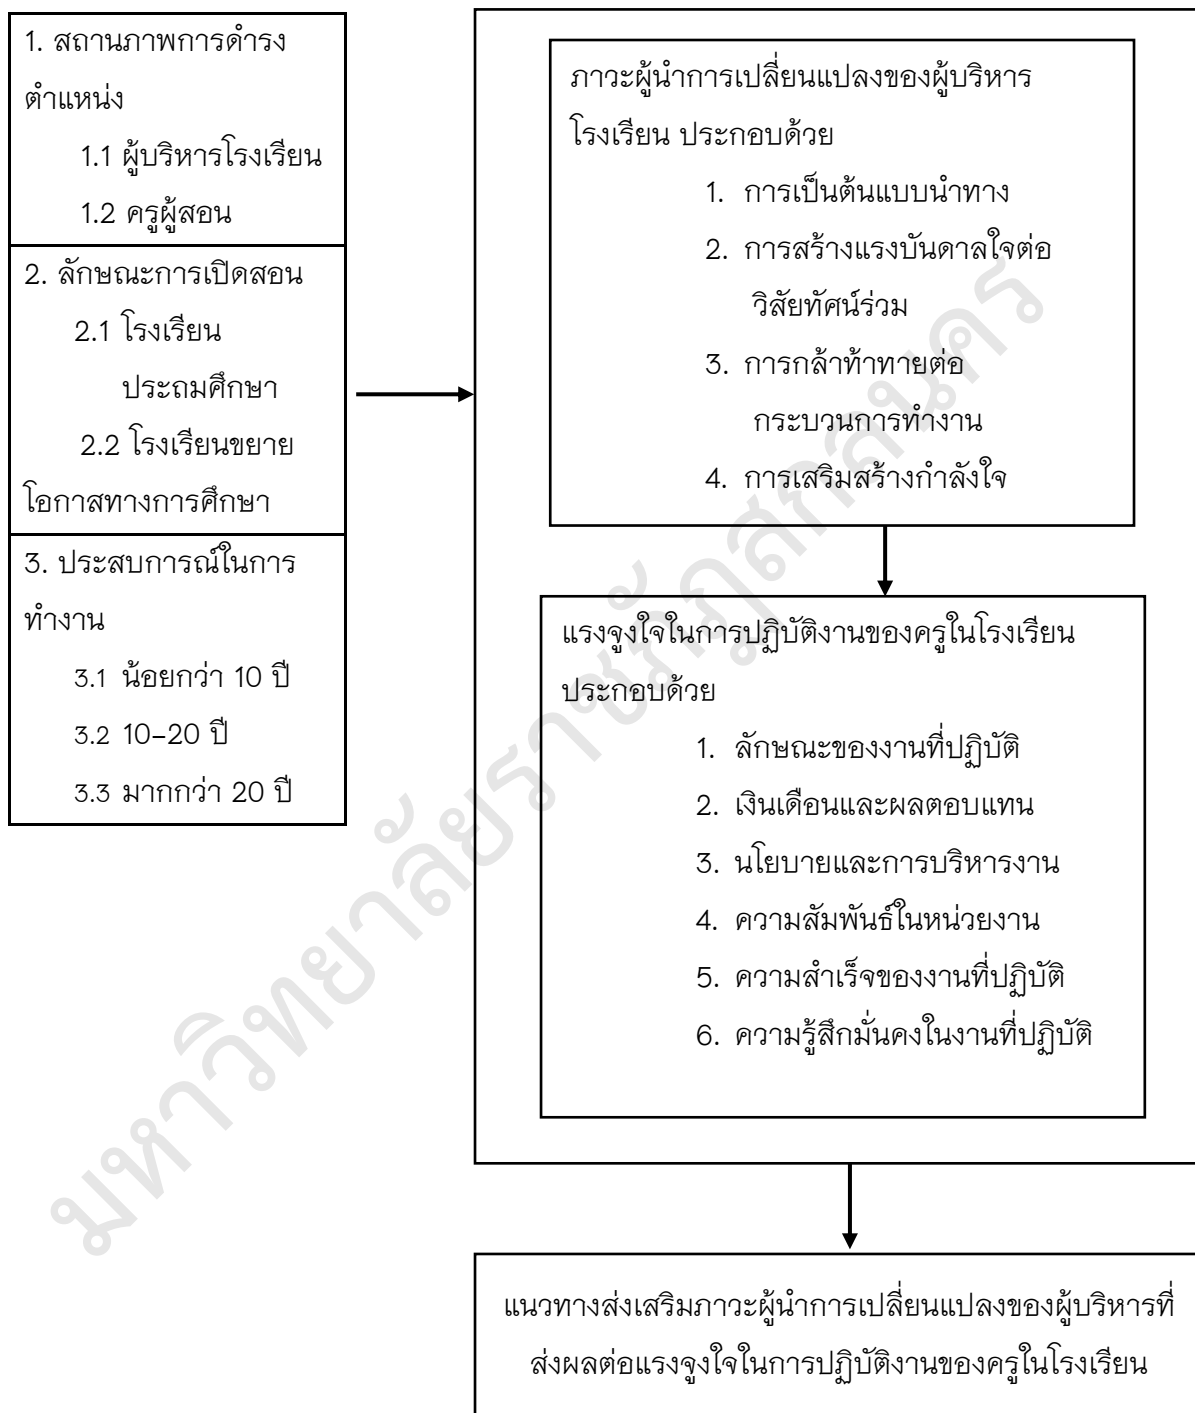 1. สถานภาพการดำรง
ตำแหน่ง
1.1 ผู้บริหารโรงเรียน
1.2 ครูผู้สอน
2. ลักษณะการเปิดสอน
2.1 โรงเรียน
ประถมศึกษา
2.2 โรงเรียนขยาย
โอกาสทางการศึกษา
3. ประสบการณ์ในการ
ทำงาน
3.1 น้อยกว่า 10 ปี
3.2 10–20 ปี
3.3 มากกว่า 20 ปี
ภาวะผู้นำการเปลี่ยนแปลงของผู้บริหาร
โรงเรียน ประกอบด้วย
1. การเป็นต้นแบบนำทาง
2. การสร้างแรงบันดาลใจต่อ
วิสัยทัศน์ร่วม
3. การกล้าท้าทายต่อ
กระบวนการทำงาน
4. การเสริมสร้างกำลังใจ
แรงจูงใจในการปฏิบัติงานของครูในโรงเรียน
ประกอบด้วย
1. ลักษณะของงานที่ปฏิบัติ
2. เงินเดือนและผลตอบแทน
3. นโยบายและการบริหารงาน
4. ความสัมพันธ์ในหน่วยงาน
5. ความสำเร็จของงานที่ปฏิบัติ
6. ความรู้สึกมั่นคงในงานที่ปฏิบัติ
แนวทางส่งเสริมภาวะผู้นำการเปลี่ยนแปลงของผู้บริหารที่
ส่งผลต่อแรงจูงใจในการปฏิบัติงานของครูในโรงเรียน
มหาวิทยาลัยราชภัฏสกลนคร